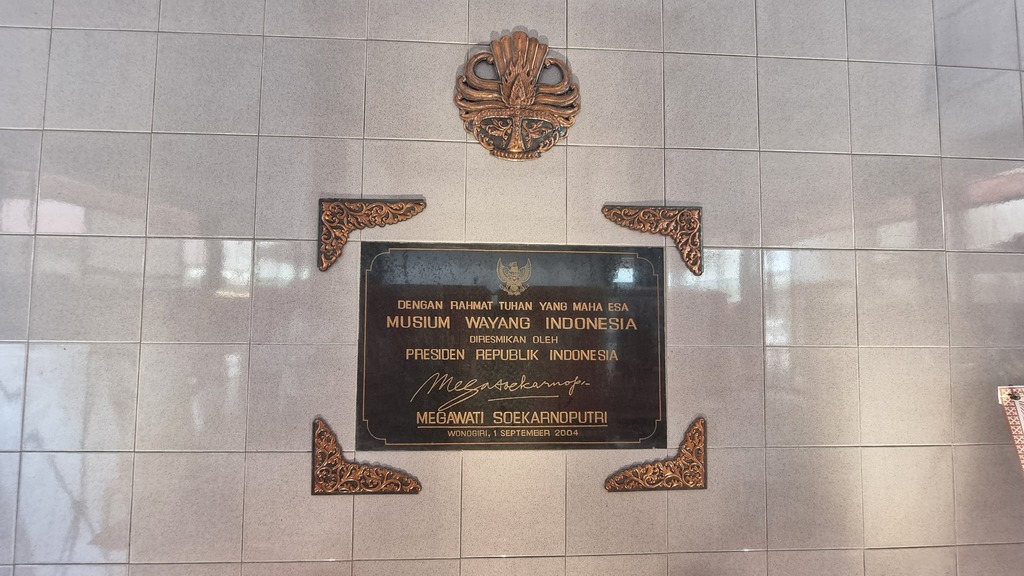 DENGAN RAHMAT TUHAN YANG MAHA ESA
MUSIUM WAYANG INDONESIA
DIRESMIKAN OLEH
PRESIDEN REPUBLIK INDONESIA
Megasoekarnop.
MEGAWATI SOEKARNOPUTRI
WONOGIRI, 1 SEPTEMBER 2004